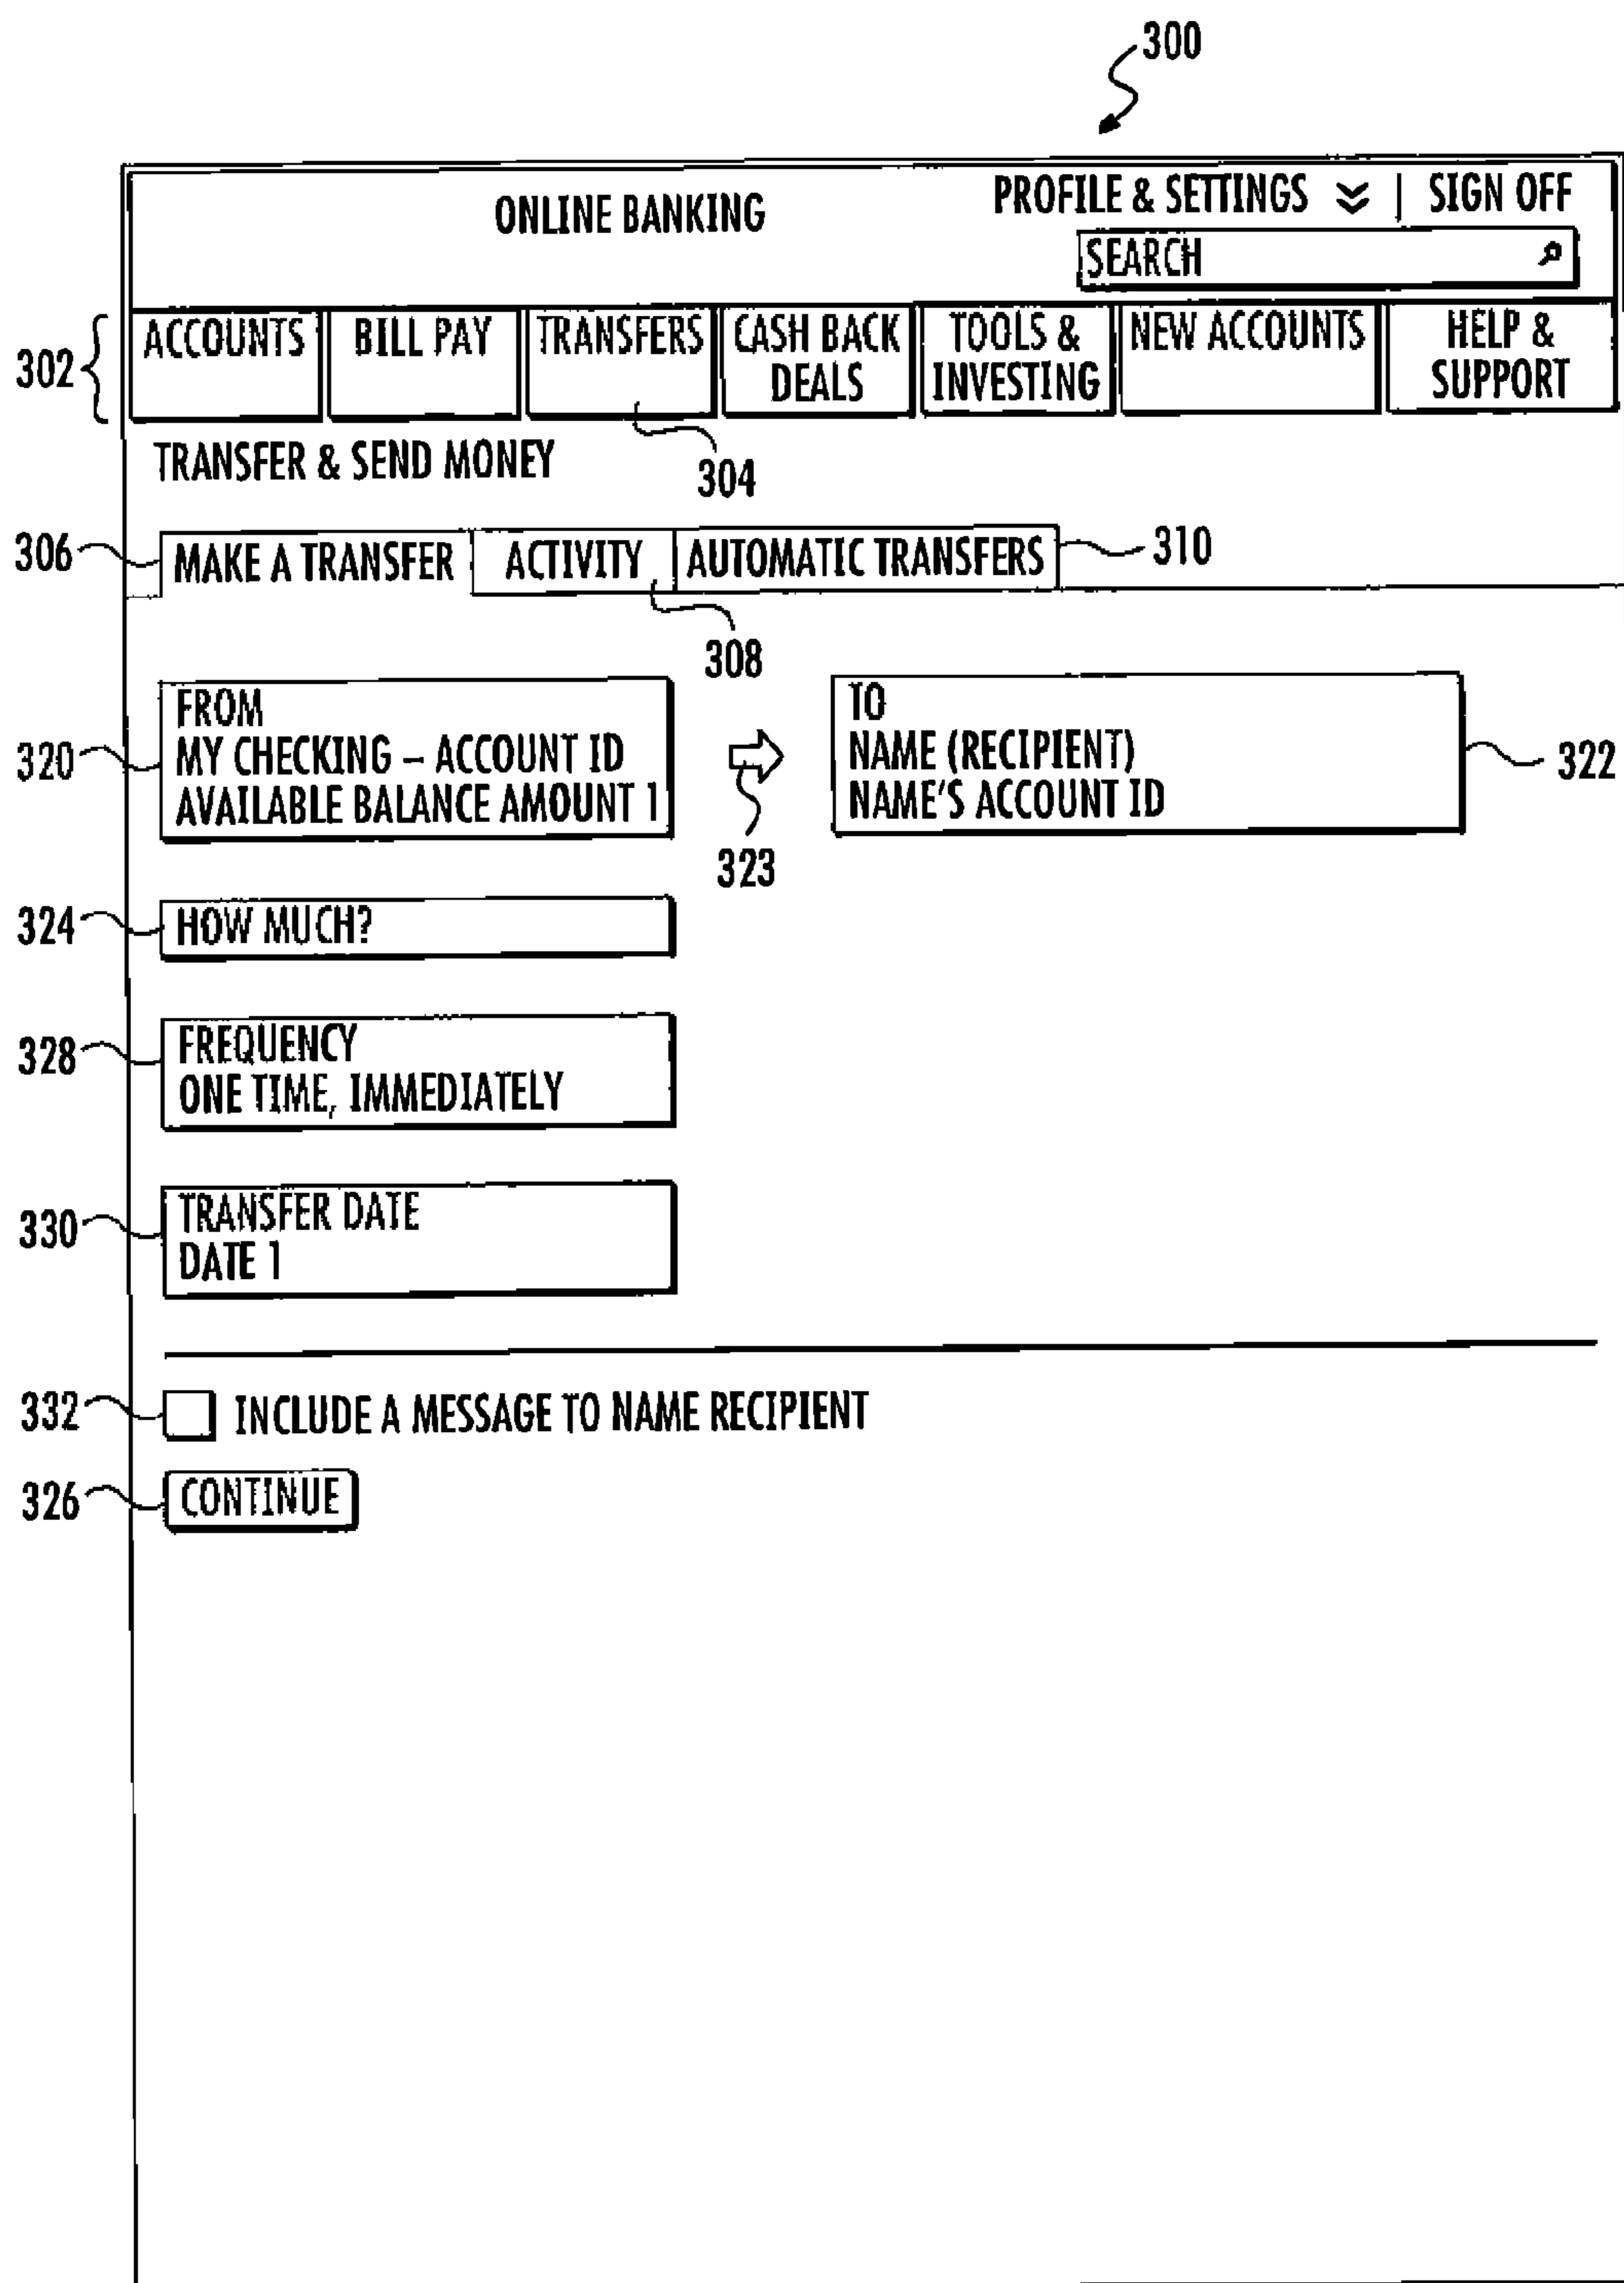 300
ONLINE BANKING
PROFILE & SETTINGS | SIGN OFF
SEARCH
302
ACCOUNTS
BILL PAY
TRANSFERS
CASH BACK
DEALS
TOOLS &
INVESTING
NEW ACCOUNTS
HELP &
SUPPORT
TRANSFER & SEND MONEY
304
306
MAKE A TRANSFER
ACTIVITY
AUTOMATIC TRANSFERS
310
308
320
FROM
MY CHECKING – ACCOUNT ID
AVAILABLE BALANCE AMOUNT 1
323
TO
NAME (RECIPIENT)
NAME'S ACCOUNT ID
322
324
HOW MUCH?
328
FREQUENCY
ONE TIME, IMMEDIATELY
330
TRANSFER DATE
DATE 1
332
INCLUDE A MESSAGE TO NAME RECIPIENT
326
CONTINUE